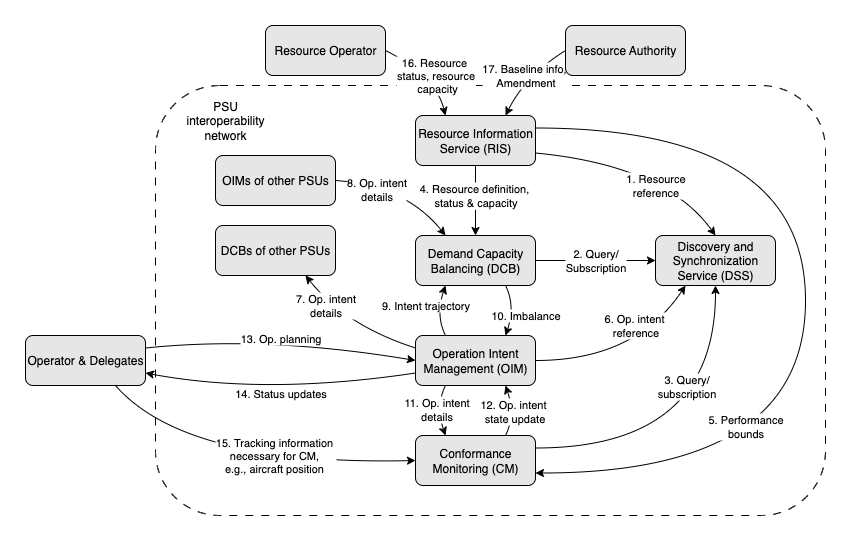 Resource Operator
Resource Authority
16. Resource
status, resource
capacity
17. Baseline info,
Amendment
PSU
interoperability
network
Resource Information
Service (RIS)
OIMs of other PSUs
8. Op. intent
details
4. Resource definition,
status & capacity
1. Resource
reference
DCBs of other PSUs
Demand Capacity
Balancing (DCB)
2. Query/
Subscription
Discovery and
Synchronization
Service (DSS)
7. Op. intent
details
9. Intent trajectory
10. Imbalance
6. Op. intent
reference
Operator & Delegates
13. Op. planning
Operation Intent
Management (OIM)
14. Status updates
3. Query/
subscription
11. Op. intent
details
12. Op. intent
state update
5. Performance
bounds
15. Tracking information
necessary for CM,
e.g., aircraft position
Conformance
Monitoring (CM)